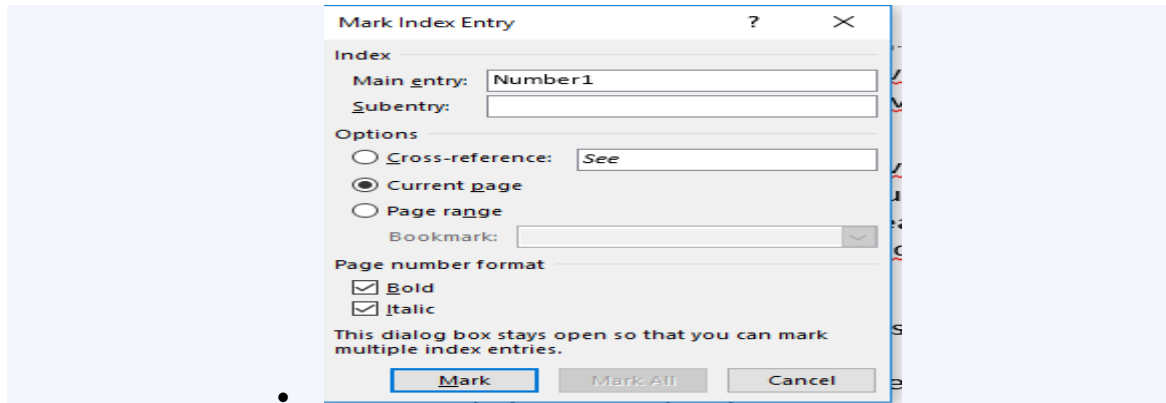 Mark Index Entry ? ×
Index
Main entry: Number1
Subentry:
Options
Cross-reference: See
Current page
Page range
Bookmark:
Page number format
Bold
Italic
This dialog box stays open so that you can mark
multiple index entries.
Mark Mark All Cancel